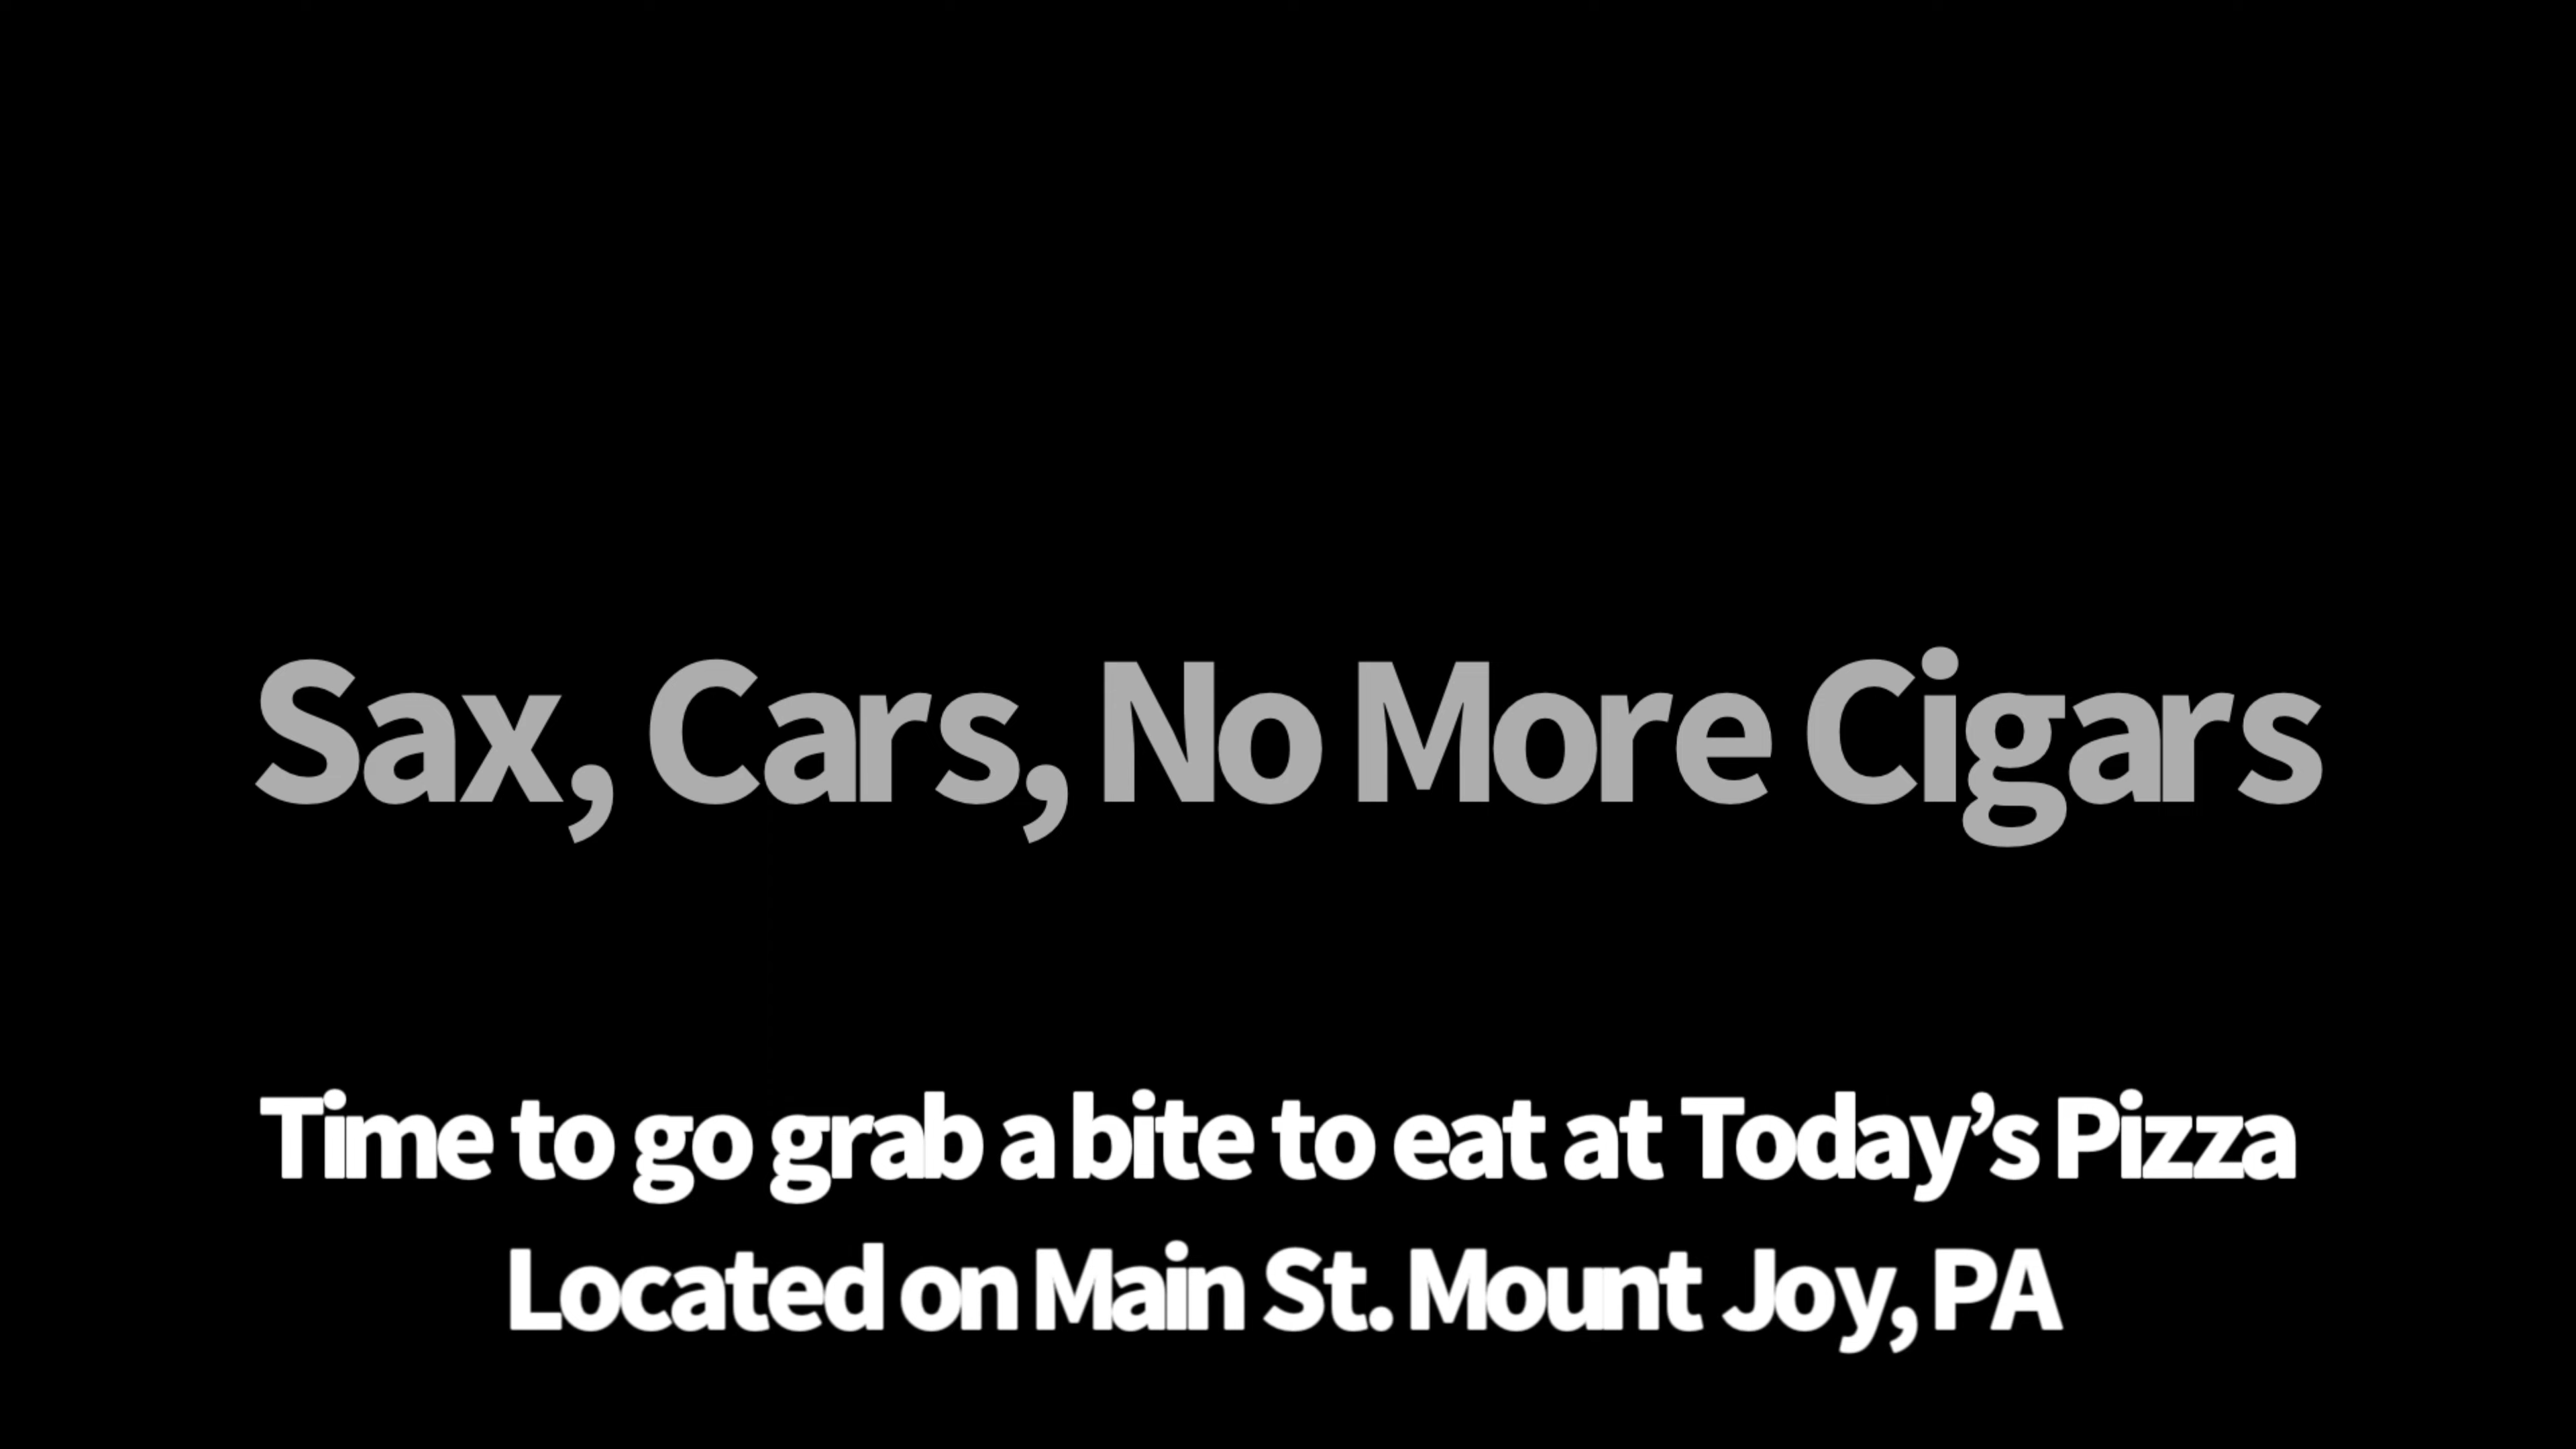 Sax, Cars, No More Cigars
Time to go grab a bite to eat at Today’s Pizza
Located on Main St. Mount Joy, PA